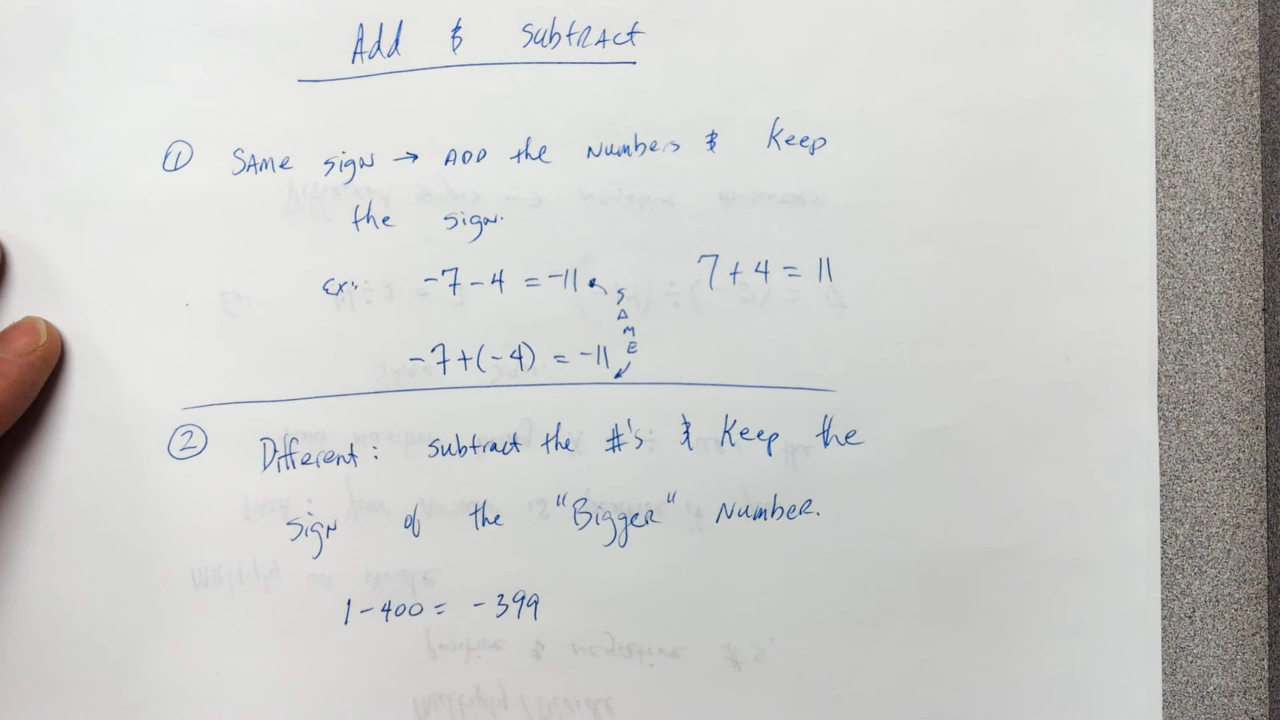 Add & Subtract
① Same sign → Add the numbers & keep
the sign.
Ex: -7-4 = -11 7+4 = 11
SAME
-7+(-4) = -11
② Different: subtract the #'s & keep the
sign of the "Bigger" number.
1-400 = -399